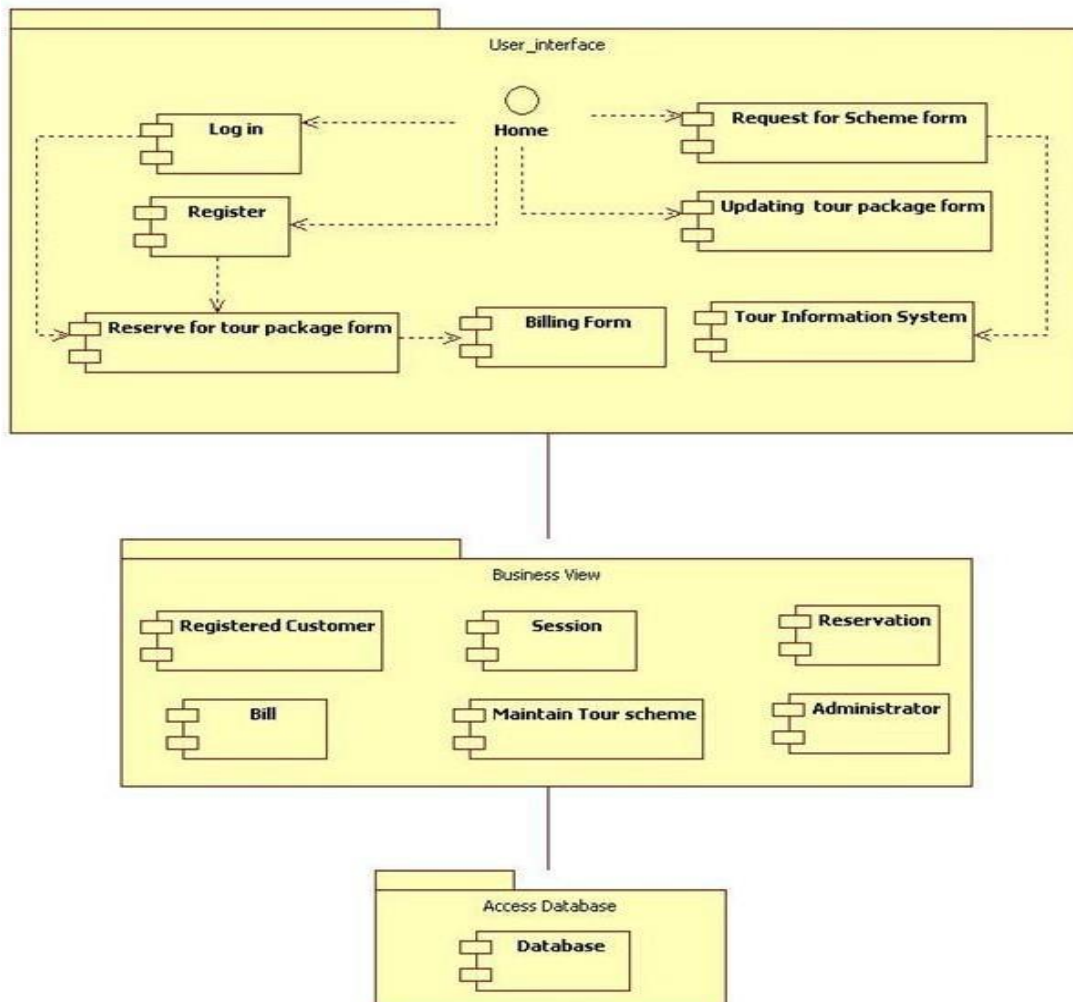 User_interface
Home
Log in
Request for Scheme form
Register
Updating tour package form
Reserve for tour package form
Billing Form
Tour Information System
Business View
Registered Customer
Session
Reservation
Bill
Maintain Tour scheme
Administrator
Access Database
Database